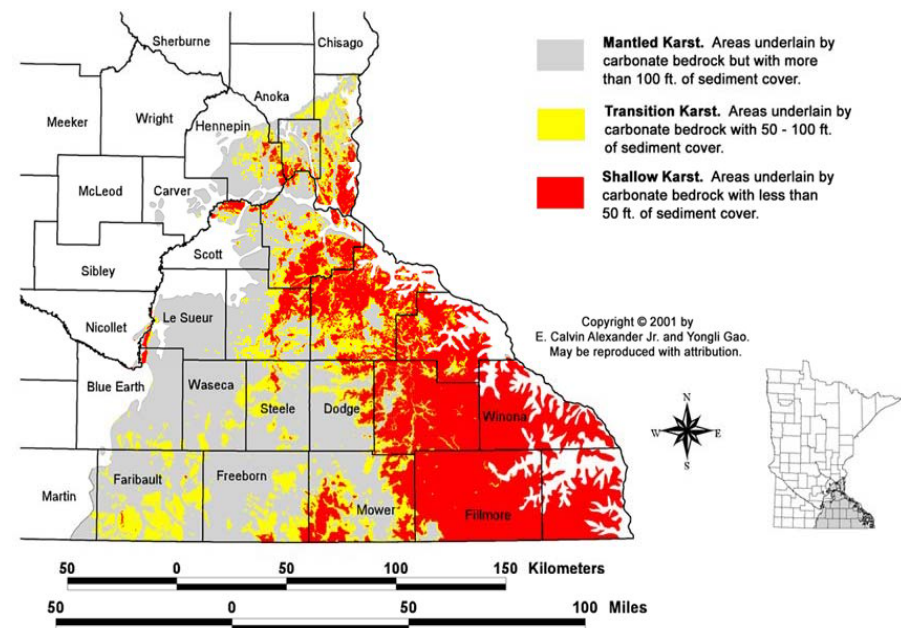 Sherburne
Chisago
Anoka
Wright
Meeker
Hennepin
McLeod
Carver
Scott
Sibley
Nicollet
Le Sueur
Blue Earth
Waseca
Steele
Dodge
Winona
Martin
Faribault
Freeborn
Mower
Fillmore
Mantled Karst. Areas underlain by
carbonate bedrock but with more
than 100 ft. of sediment cover.
Transition Karst. Areas underlain by
carbonate bedrock with 50 - 100 ft.
of sediment cover.
Shallow Karst. Areas underlain by
carbonate bedrock with less than
50 ft. of sediment cover.
Copyright © 2001 by
E. Calvin Alexander Jr. and Yongli Gao.
May be reproduced with attribution.
N
W E
S
50 0 50 100 150 Kilometers
50 0 50 100 Miles